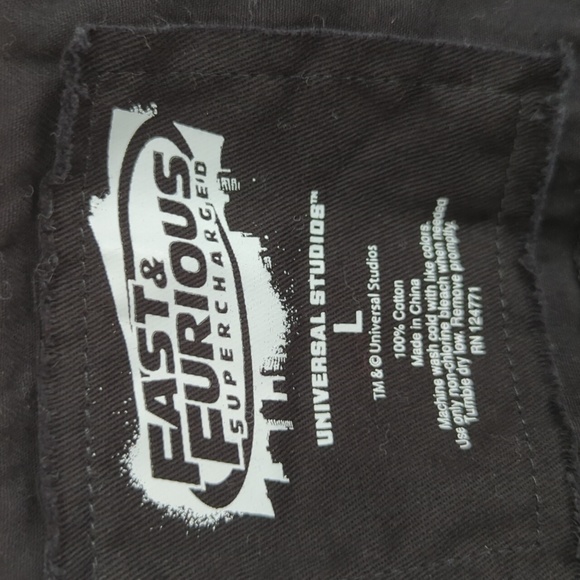 FAST &
FURIOUS
SUPERCHARGED
UNIVERSAL STUDIOS™
L
TM & © Universal Studios
100% Cotton
Made in China
Machine wash cold with like colors.
Use only non-chlorine bleach when needed
Tumble dry low. Remove promptly.
RN 124771